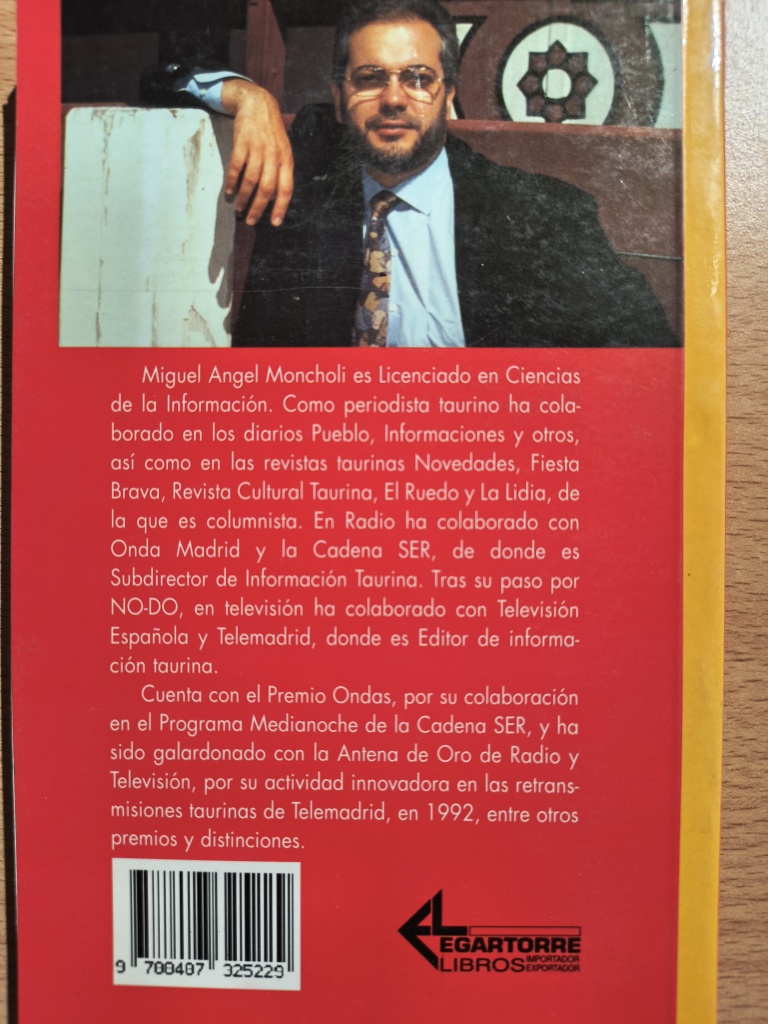 Miguel Angel Moncholi es Licenciado en Ciencias
de la Información. Como periodista taurino ha cola-
borado en los diarios Pueblo, Informaciones y otros,
así como en las revistas taurinas Novedades, Fiesta
Brava, Revista Cultural Taurina, El Ruedo y La Lidia, de
la que es columnista. En Radio ha colaborado con
Onda Madrid y la Cadena SER, de donde es
Subdirector de Información Taurina. Tras su paso por
NO-DO, en televisión ha colaborado con Televisión
Española y Telemadrid, donde es Editor de informa-
ción taurina.
Cuenta con el Premio Ondas, por su colaboración
en el Programa Medianoche de la Cadena SER, y ha
sido galardonado con la Antena de Oro de Radio y
Televisión, por su actividad innovadora en las retrans-
misiones taurinas de Telemadrid, en 1992, entre otros
premios y distinciones.
9 788487 325229
EL
EGARTORRE
LIBROS IMPORTADOR
EXPORTADOR